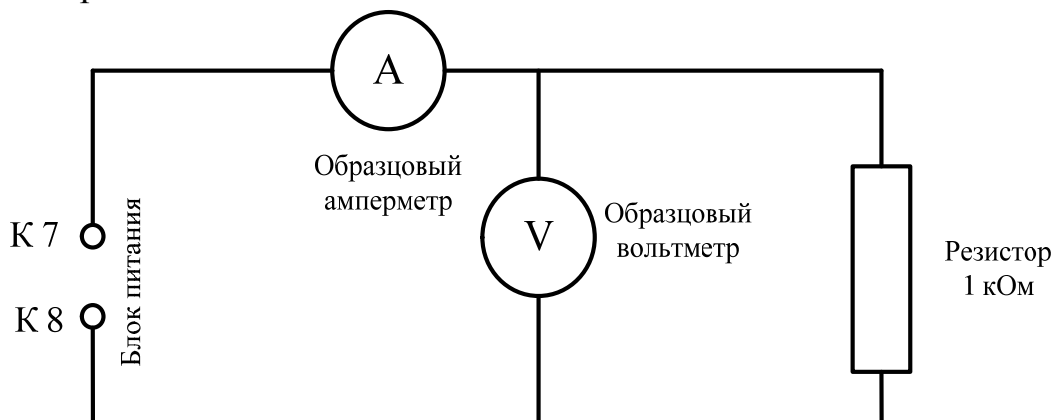 A
Образцовый
амперметр
К 7
К 8
Блок питания
V
Образцовый
вольтметр
Резистор
1 кОм